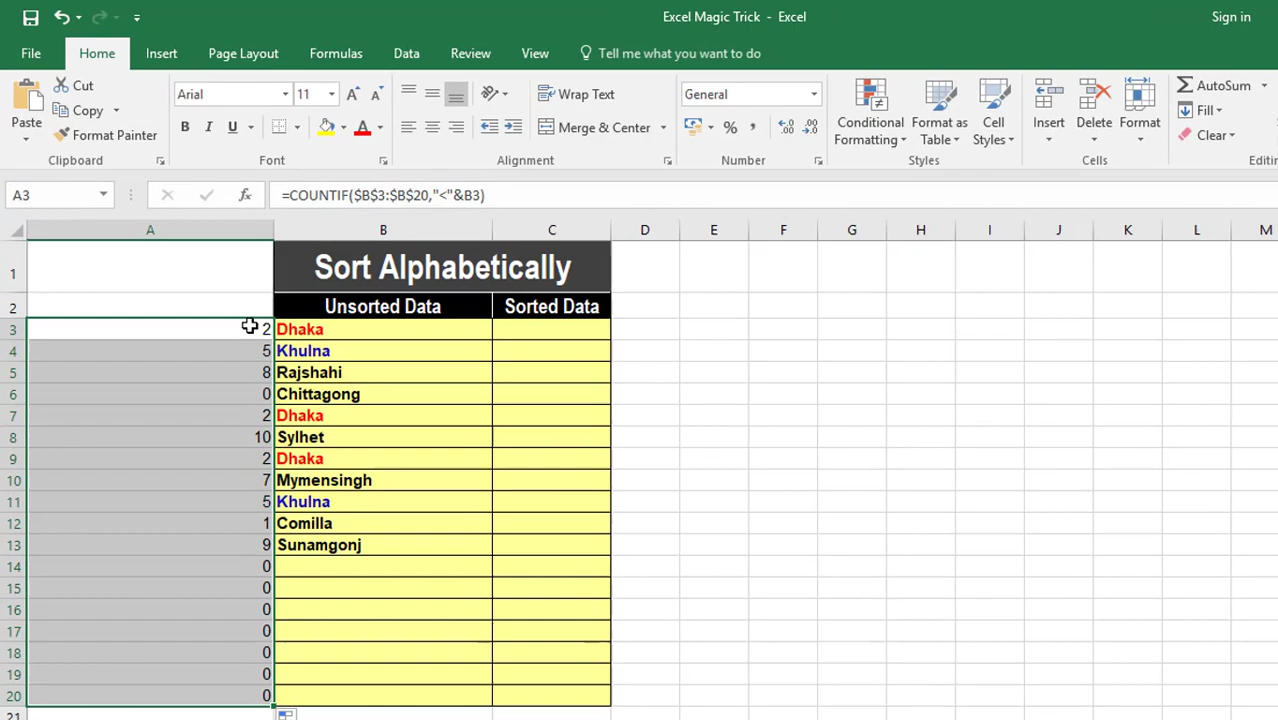 Excel Magic Trick - Excel
Sign in
File Home Insert Page Layout Formulas Data Review View Tell me what you want to do
Paste
Cut
Copy
Format Painter
Clipboard
Arial 11
B I U
Font
Wrap Text
Merge & Center
Alignment
General
Number
Conditional Formatting
Format as Table
Cell Styles
Styles
Insert
Delete
Format
Cells
AutoSum
Fill
Clear
Editin
A3 fx =COUNTIF($B$3:$B$20,"<"&B3)
A B C D E F G H I J K L M
1 Sort Alphabetically
2 Unsorted Data Sorted Data
3 2 Dhaka
4 5 Khulna
5 8 Rajshahi
6 0 Chittagong
7 2 Dhaka
8 10 Sylhet
9 2 Dhaka
10 7 Mymensingh
11 5 Khulna
12 1 Comilla
13 9 Sunamgonj
14 0
15 0
16 0
17 0
18 0
19 0
20 0
21